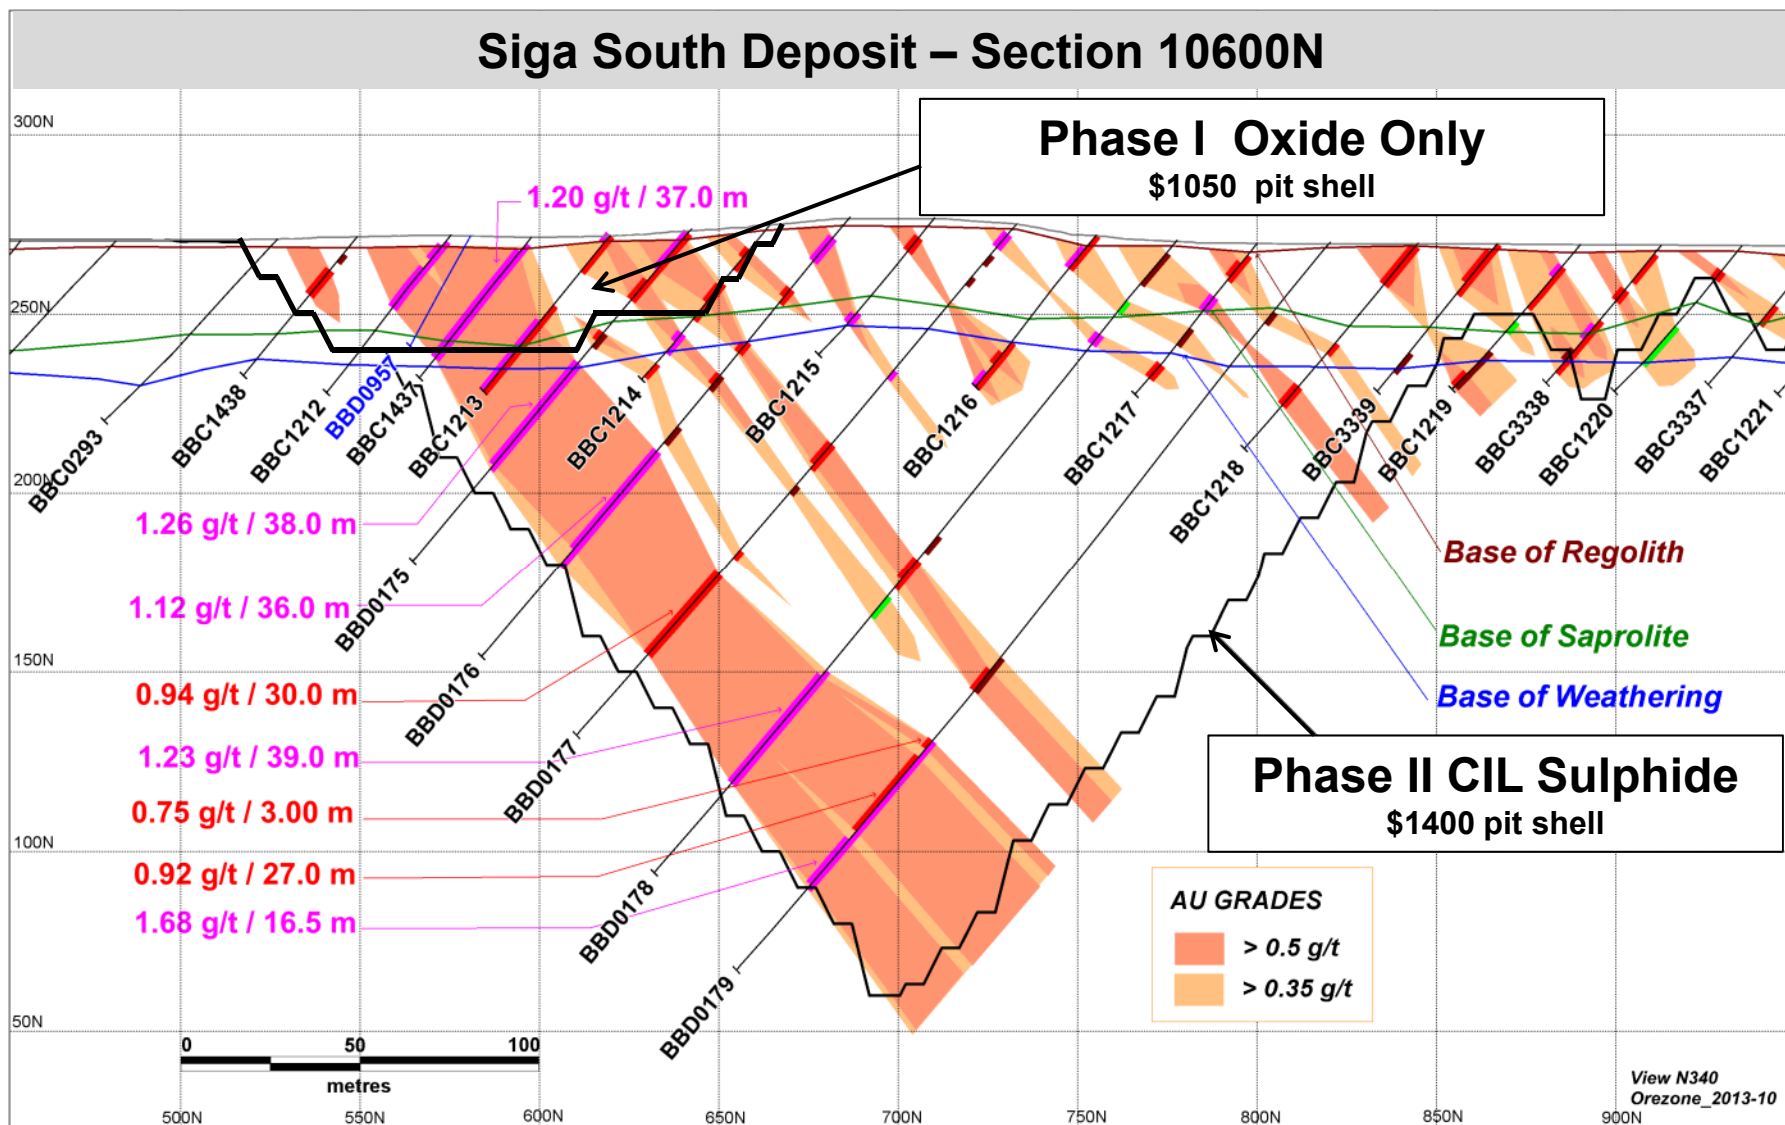 Siga South Deposit – Section 10600N
Phase I Oxide Only
$1050 pit shell
300N
250N
200N
150N
100N
50N
1.20 g/t / 37.0 m
1.26 g/t / 38.0 m
1.12 g/t / 36.0 m
0.94 g/t / 30.0 m
1.23 g/t / 39.0 m
0.75 g/t / 3.00 m
0.92 g/t / 27.0 m
1.68 g/t / 16.5 m
BBC0293
BBC1438
BBC1212
BBD0957
BBC1437
BBC1213
BBC1214
BBC1215
BBC1216
BBC1217
BBC1218
BBC3339
BBC1219
BBC3338
BBC1220
BBC3337
BBC1221
BBD0175
BBD0176
BBD0177
BBD0178
BBD0179
Base of Regolith
Base of Saprolite
Base of Weathering
Phase II CIL Sulphide
$1400 pit shell
AU GRADES
> 0.5 g/t
> 0.35 g/t
0 50 100
metres
View N340
Orezone_2013-10
500N 550N 600N 650N 700N 750N 800N 850N 900N